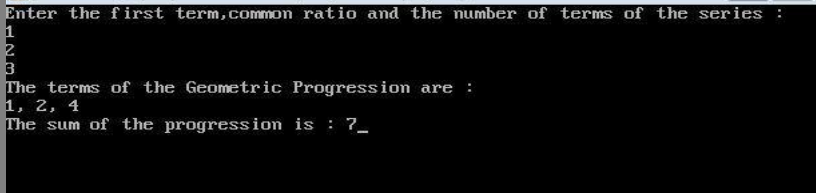 Enter the first term,common ratio and the number of terms of the series :
1
2
3
The terms of the Geometric Progression are :
1, 2, 4
The sum of the progression is : 7_